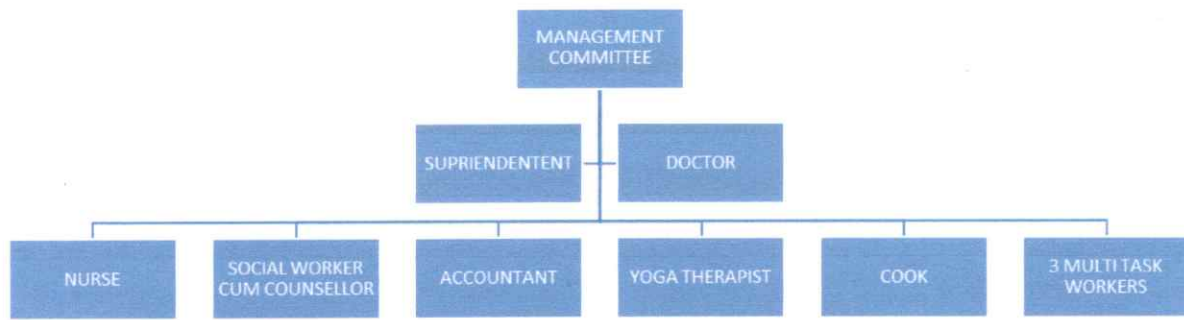 MANAGEMENT
COMMITTEE
SUPRIENDENTENT
DOCTOR
NURSE
SOCIAL WORKER
CUM COUNSELLOR
ACCOUNTANT
YOGA THERAPIST
COOK
3 MULTI TASK
WORKERS